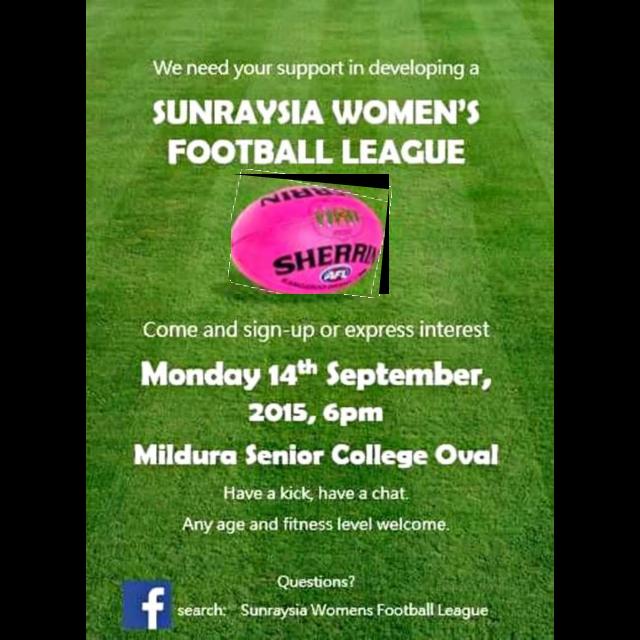 We need your support in developing a
SUNRAYSIA WOMEN'S
FOOTBALL LEAGUE
SHERRIN
AFL
Come and sign-up or express interest
Monday 14th September,
2015, 6pm
Mildura Senior College Oval
Have a kick, have a chat.
Any age and fitness level welcome.
Questions?
f search: Sunraysia Womens Football League